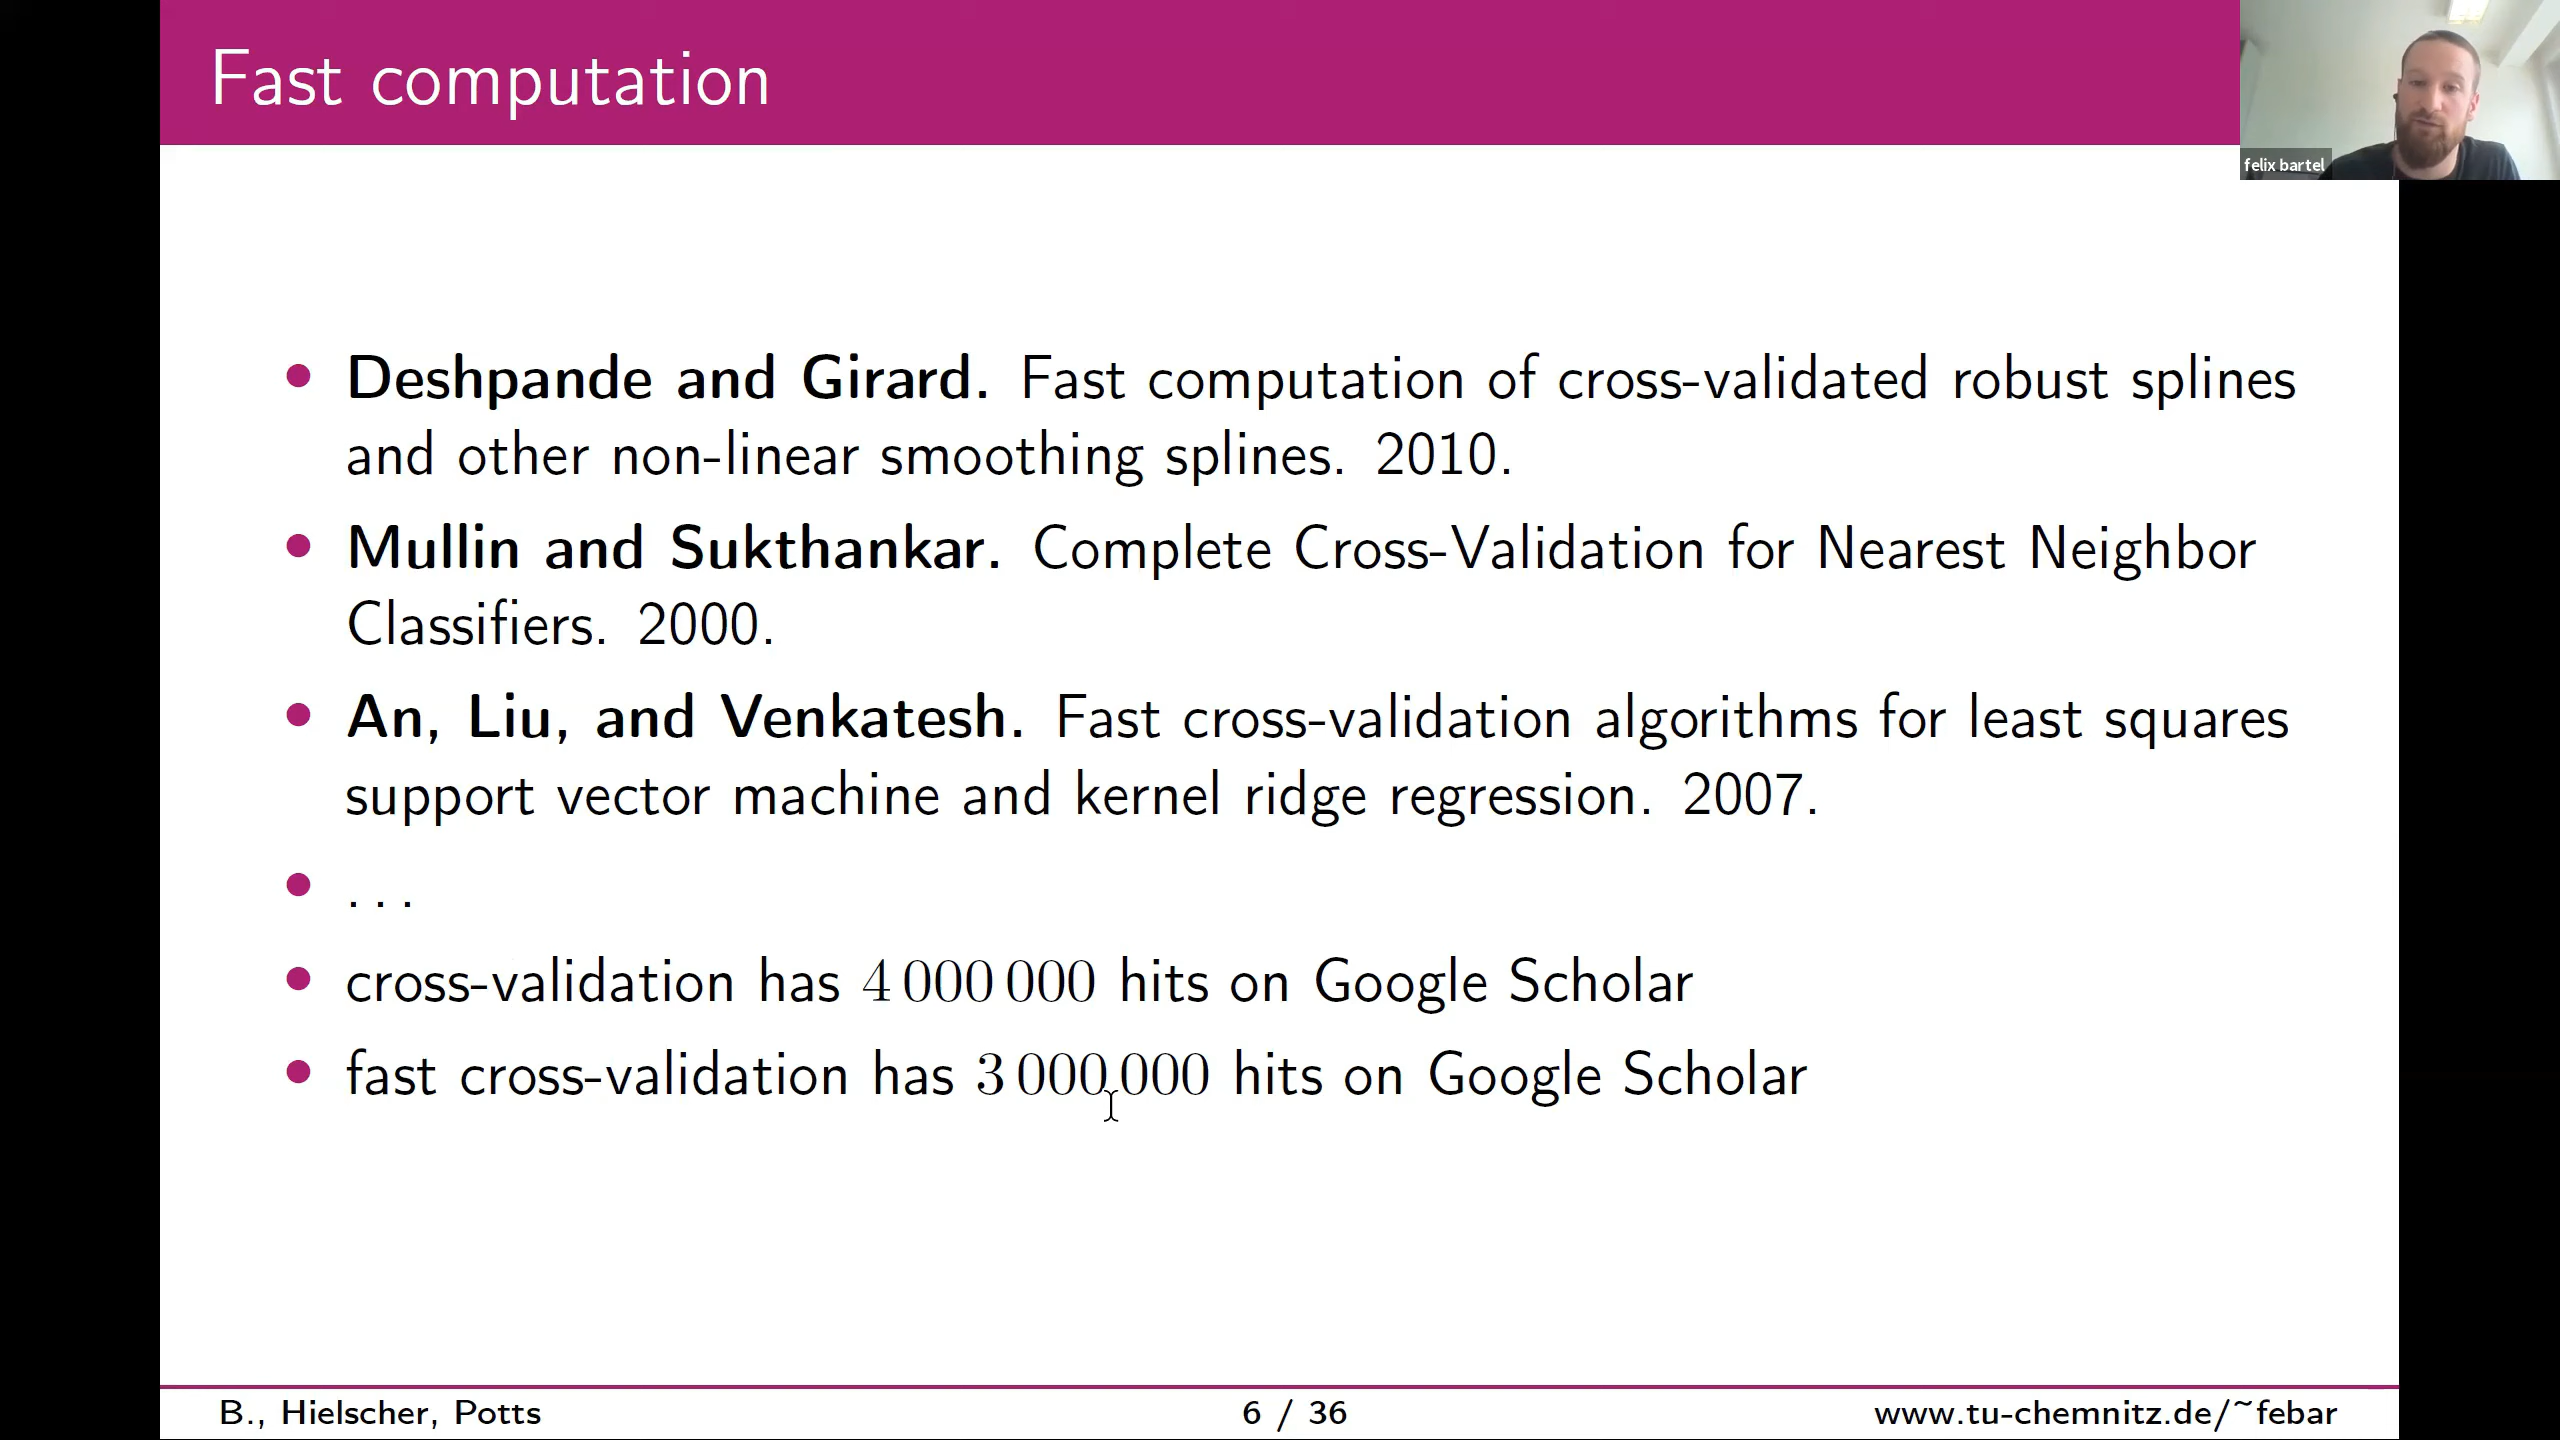 Fast computation
felix bartel
• Deshpande and Girard. Fast computation of cross-validated robust splines
and other non-linear smoothing splines. 2010.
• Mullin and Sukthankar. Complete Cross-Validation for Nearest Neighbor
Classifiers. 2000.
• An, Liu, and Venkatesh. Fast cross-validation algorithms for least squares
support vector machine and kernel ridge regression. 2007.
• ...
• cross-validation has 4 000 000 hits on Google Scholar
• fast cross-validation has 3 000 000 hits on Google Scholar
B., Hielscher, Potts
6 / 36
www.tu-chemnitz.de/~febar